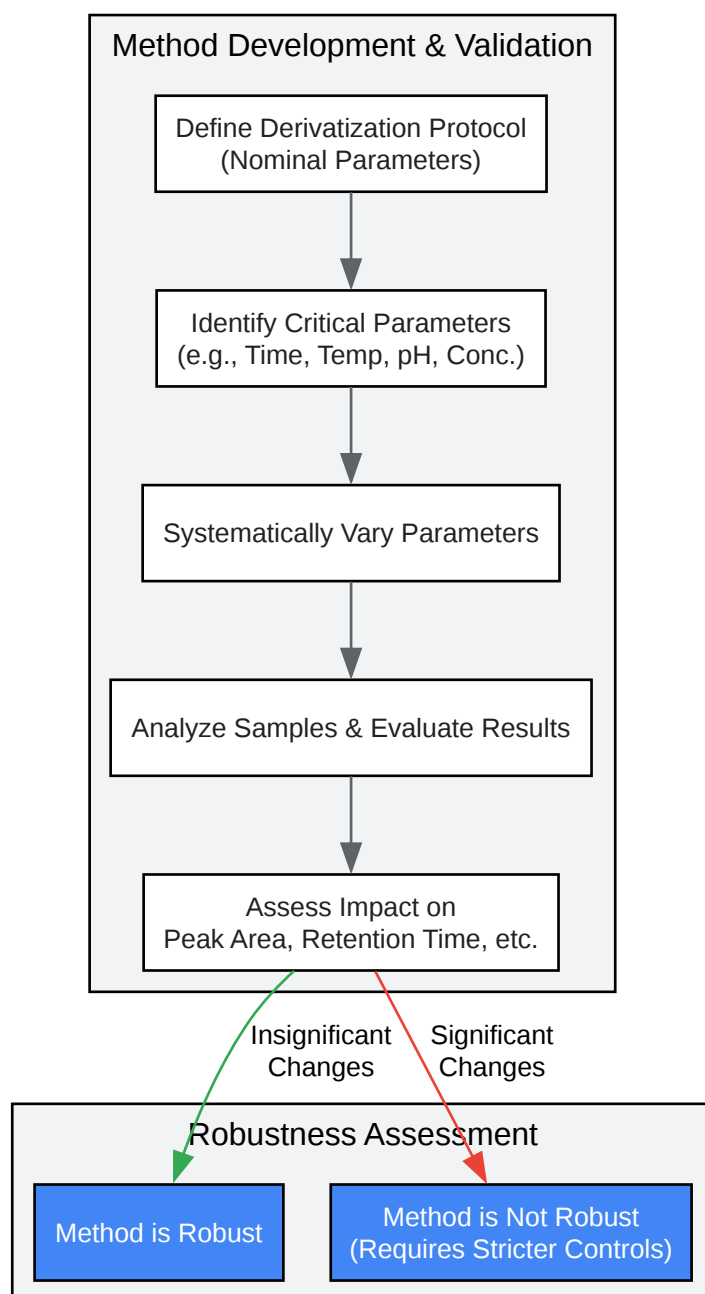 Method Development & Validation
Define Derivatization Protocol
(Nominal Parameters)
Identify Critical Parameters
(e.g., Time, Temp, pH, Conc.)
Systematically Vary Parameters
Analyze Samples & Evaluate Results
Assess Impact on
Peak Area, Retention Time, etc.
Insignificant
Changes
Significant
Changes
Robustness Assessment
Method is Robust
Method is Not Robust
(Requires Stricter Controls)